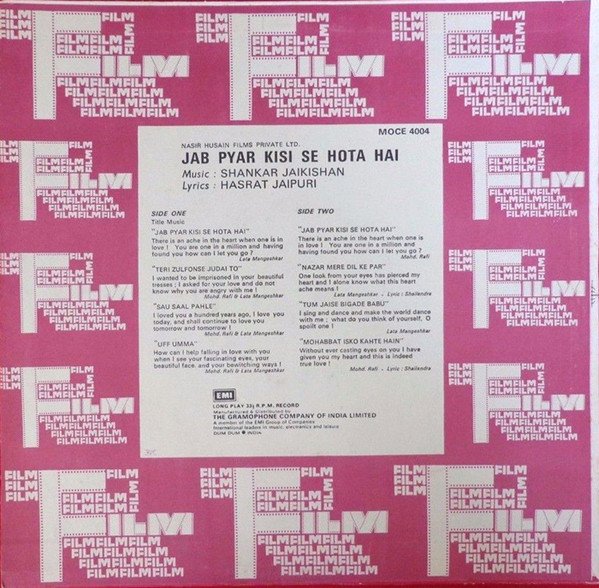 MOCE 4004
NASIR HUSAIN FILMS PRIVATE LTD.
JAB PYAR KISI SE HOTA HAI
Music : SHANKAR JAIKISHAN
Lyrics : HASRAT JAIPURI
SIDE ONE
Title Music
"JAB PYAR KISI SE HOTA HAI"
There is an ache in the heart when one is in
love ! You are one in a million and having
found you how can I let you go ?
Lata Mangeshkar
"TERI ZULFONSE JUDAI TO"
I wanted to be imprisoned in your beautiful
tresses ; I asked for your love and do not
know why you are angry with me !
Mohd. Rafi & Lata Mangeshkar
"SAU SAAL PAHLE"
I loved you a hundred years ago, I love you
today, and shall continue to love you
tomorrow and tomorrow !
Mohd. Rafi & Lata Mangeshkar
"UFF UMMA"
How can I help falling in love with you
when I see your fascinating eyes, your
beautiful face, and your bewitching ways !
Mohd. Rafi & Lata Mangeshkar
SIDE TWO
"JAB PYAR KISI SE HOTA HAI"
There is an ache in the heart when one is in
love ! You are one in a million and having
found you how can I let you go ?
Mohd. Rafi
"NAZAR MERE DIL KE PAR"
One look from your eyes has pierced my
heart and I alone know what this heart
ache means !
Lata Mangeshkar - Lyric : Shailendra
"TUM JAISE BIGADE BABU"
I sing and dance and make the world dance
with me ; what do you think of yourself, O
spoilt one !
Lata Mangeshkar
"MOHABBAT ISKO KAHTE HAIN"
Without ever casting eyes on you I have
given you my heart and this is indeed
true love !
Mohd. Rafi - Lyric : Shailendra
EMI
LONG PLAY 33⅓ R.P.M. RECORD
Manufactured & Distributed by
THE GRAMOPHONE COMPANY OF INDIA LIMITED
A member of the EMI Group of Companies
International leaders in music, electronics and leisure
DUM DUM ● INDIA
FILM
FILM
FILM
FILM
FILMFILM
FILMFILM
FILM
FILMFILMFILM
FILMFILMFILM
FILMFILM